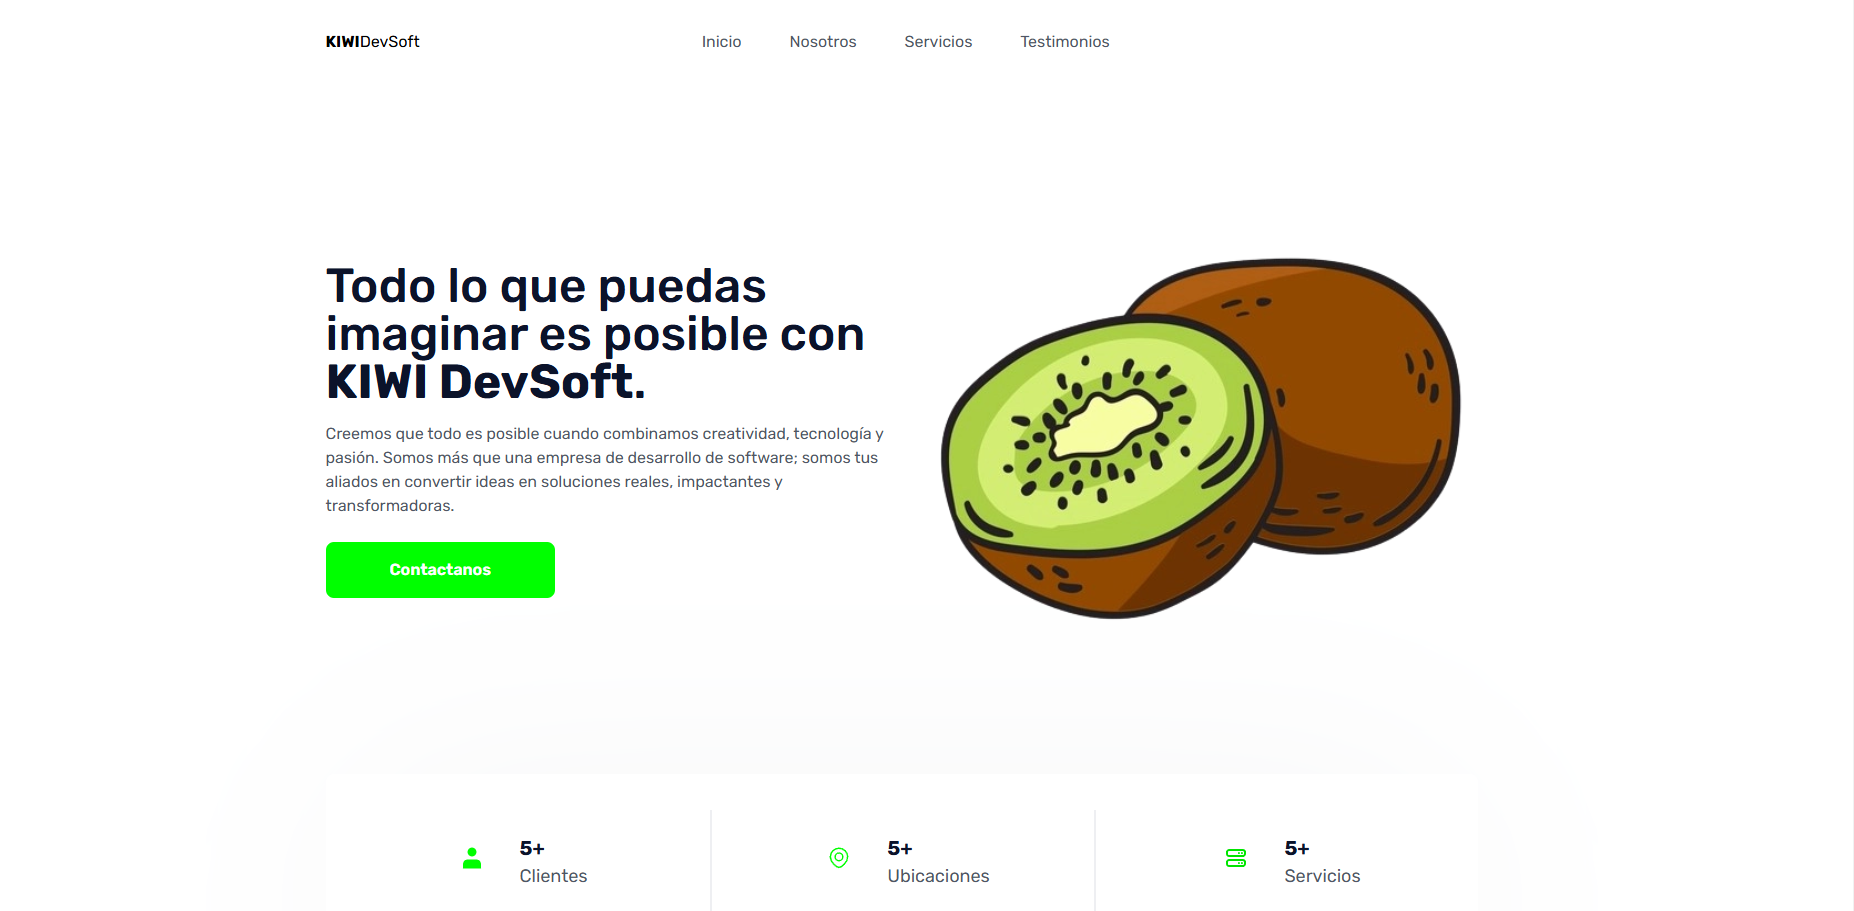 KIWIDevSoft
Inicio Nosotros Servicios Testimonios
Todo lo que puedas
imaginar es posible con
KIWI DevSoft.
Creemos que todo es posible cuando combinamos creatividad, tecnología y
pasión. Somos más que una empresa de desarrollo de software; somos tus
aliados en convertir ideas en soluciones reales, impactantes y
transformadoras.
Contactanos
5+
Clientes
5+
Ubicaciones
5+
Servicios